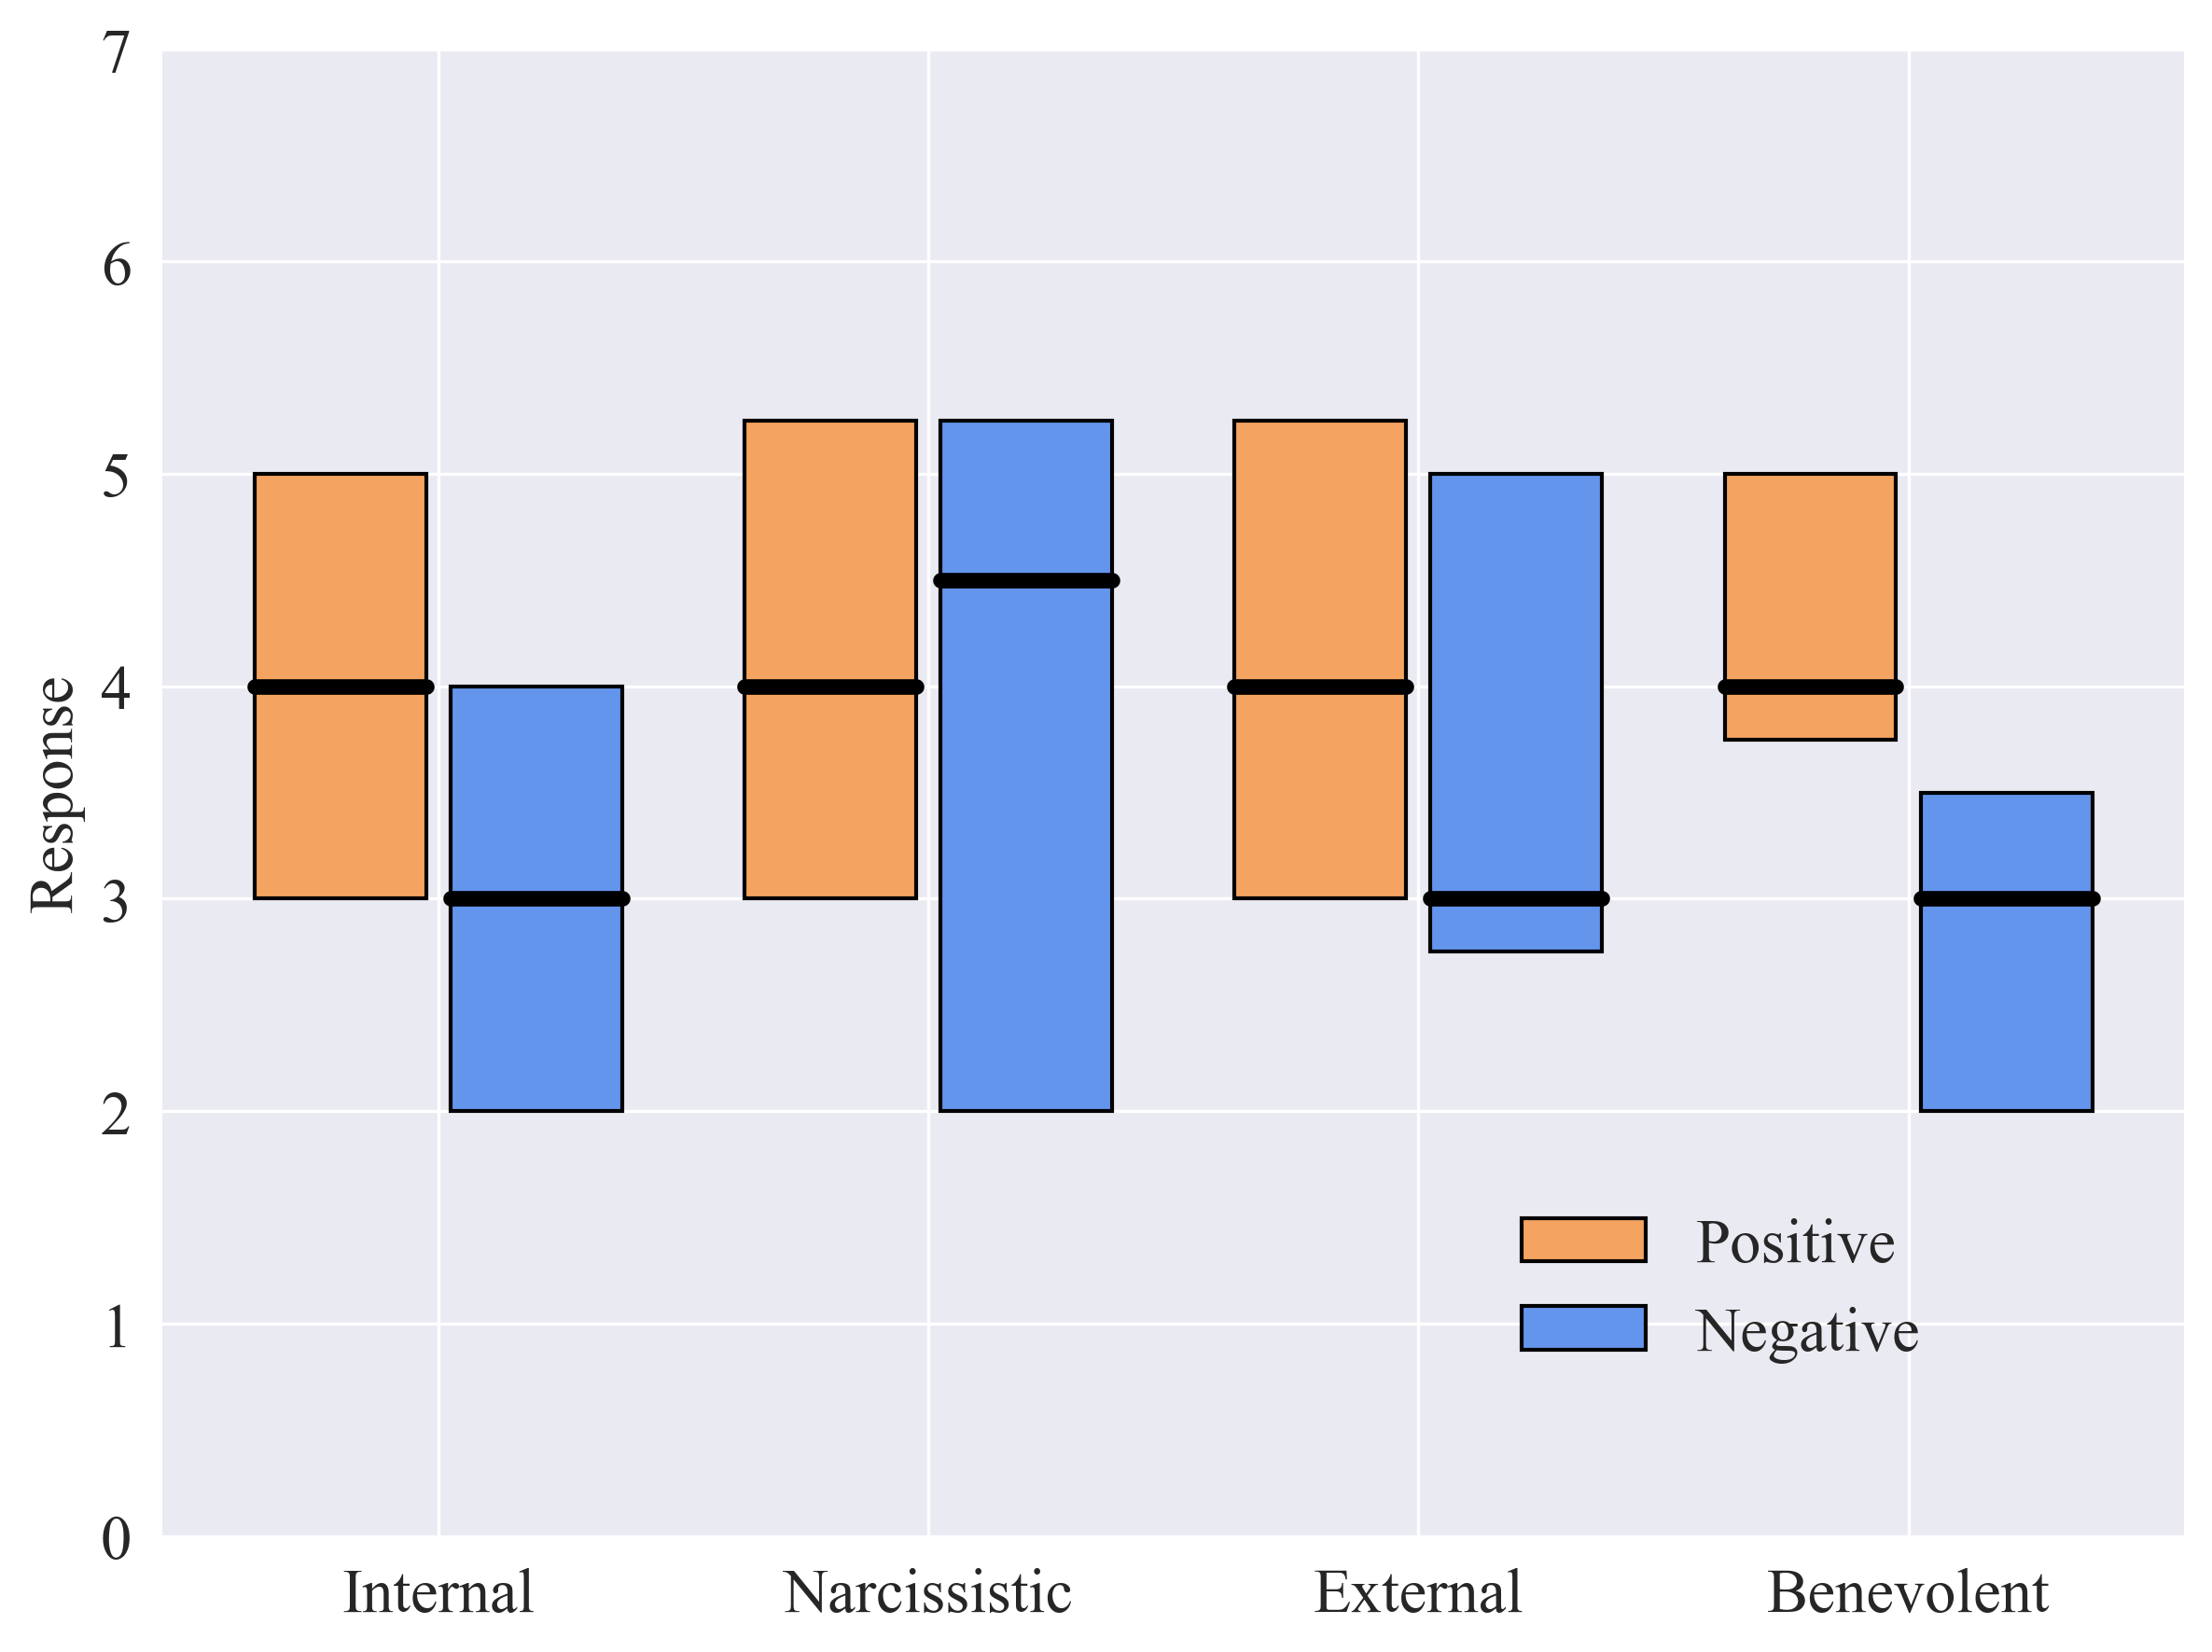 7
6
5
4
3
2
1
0
Response
Positive
Negative
Internal Narcissistic External Benevolent